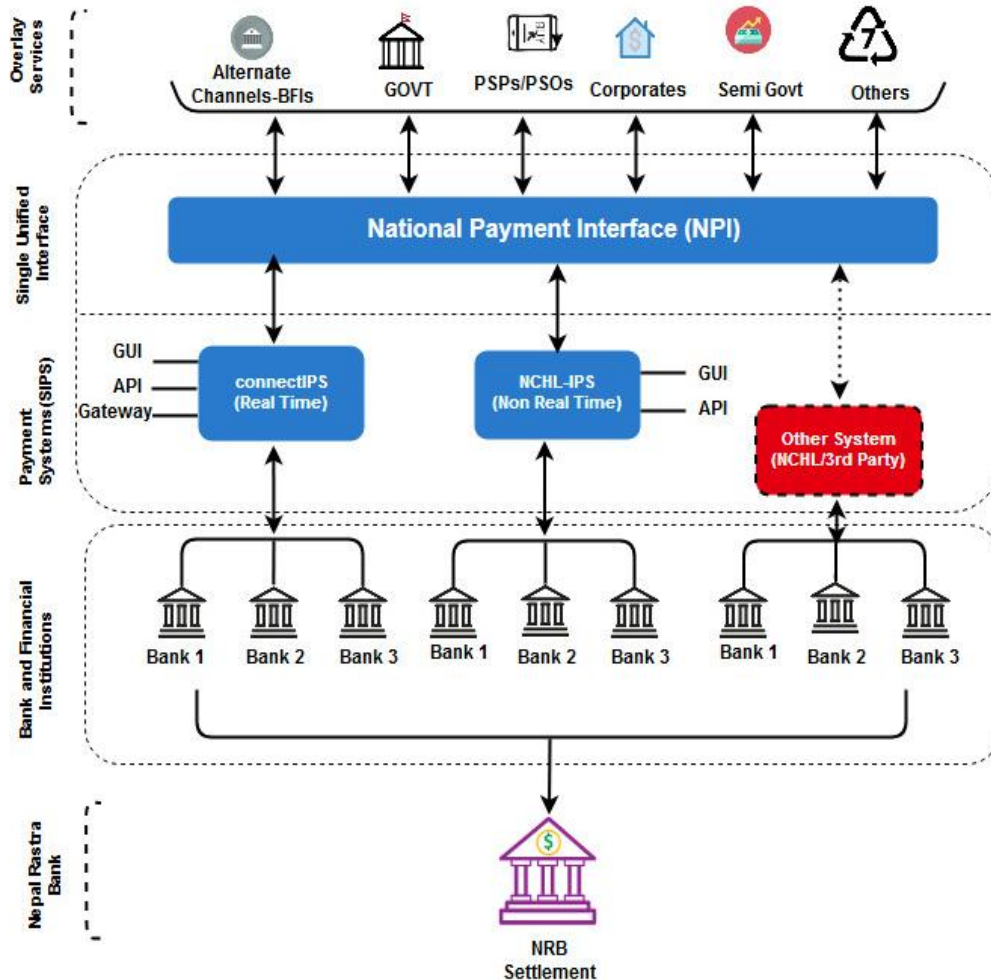 Overlay
Services
Alternate
Channels-BFIs
GOVT
BUY
PSPs/PSOs
$
Corporates
Semi Govt
7
Others
Single Unified
Interface
National Payment Interface (NPI)
Payment
Systems(SIPS)
GUI
API
Gateway
connectIPS
(Real Time)
NCHL-IPS
(Non Real Time)
GUI
API
Other System
(NCHL/3rd Party)
Bank and Financial
Institutions
Bank 1
Bank 2
Bank 3
Bank 1
Bank 2
Bank 3
Bank 1
Bank 2
Bank 3
Nepal Rastra
Bank
$
NRB
Settlement